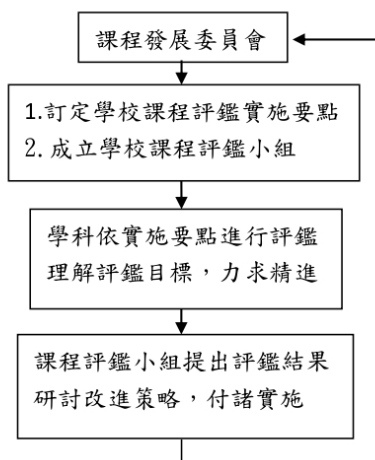 課程發展委員會
1.訂定學校課程評鑑實施要點
2.成立學校課程評鑑小組
學科依實施要點進行評鑑
理解評鑑目標，力求精進
課程評鑑小組提出評鑑結果
研討改進策略，付諸實施